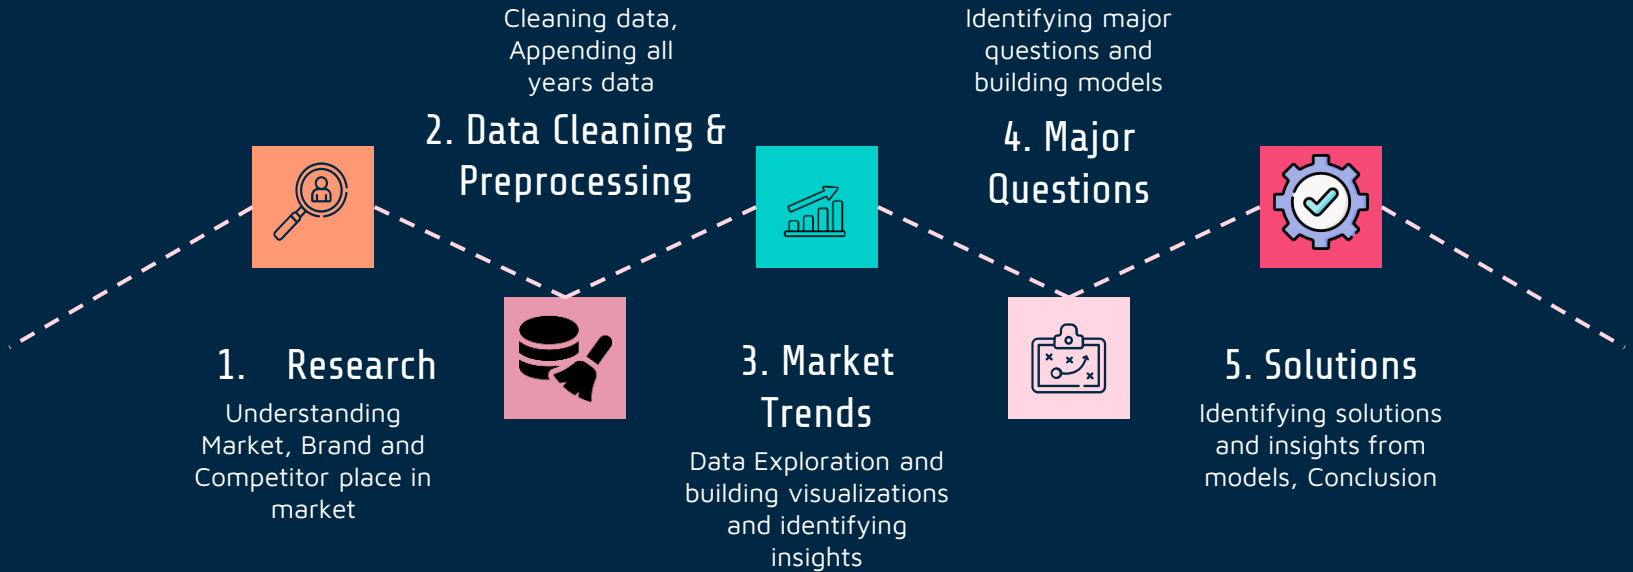 1. Research
Understanding
Market, Brand and
Competitor place in
market
Cleaning data,
Appending all
years data
2. Data Cleaning &
Preprocessing
3. Market
Trends
Data Exploration and
building visualizations
and identifying
insights
Identifying major
questions and
building models
4. Major
Questions
5. Solutions
Identifying solutions
and insights from
models, Conclusion